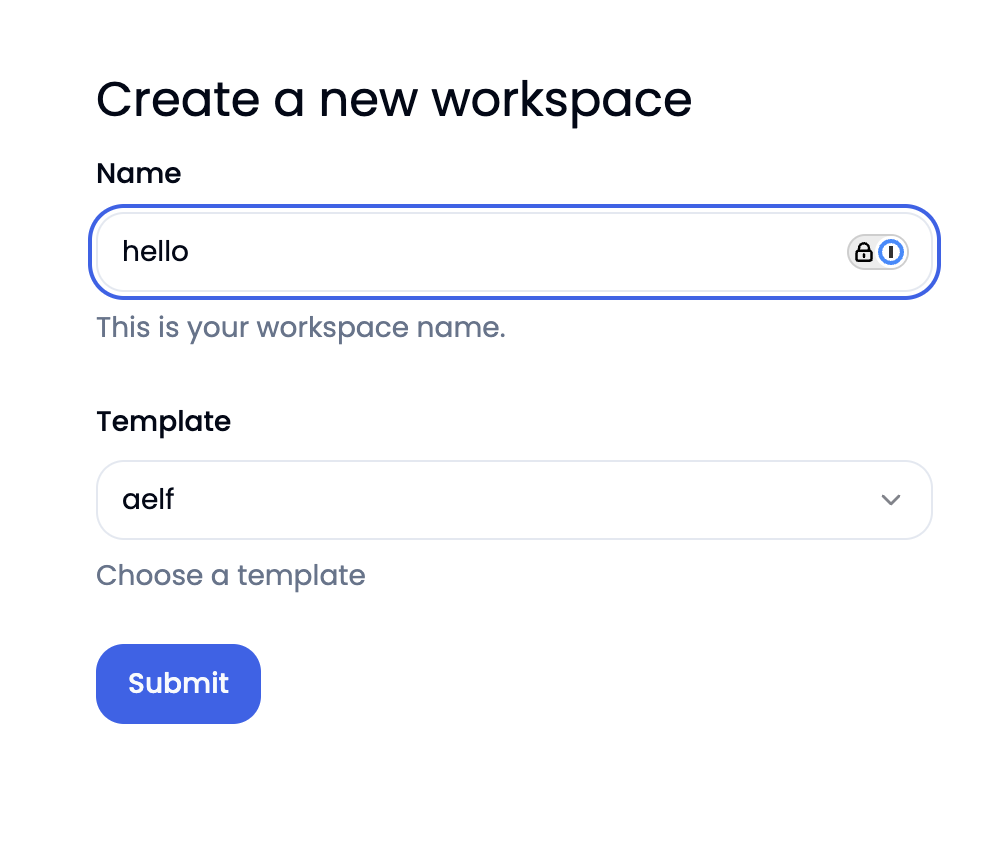 Create a new workspace
Name
hello
This is your workspace name.
Template
aelf
Choose a template
Submit